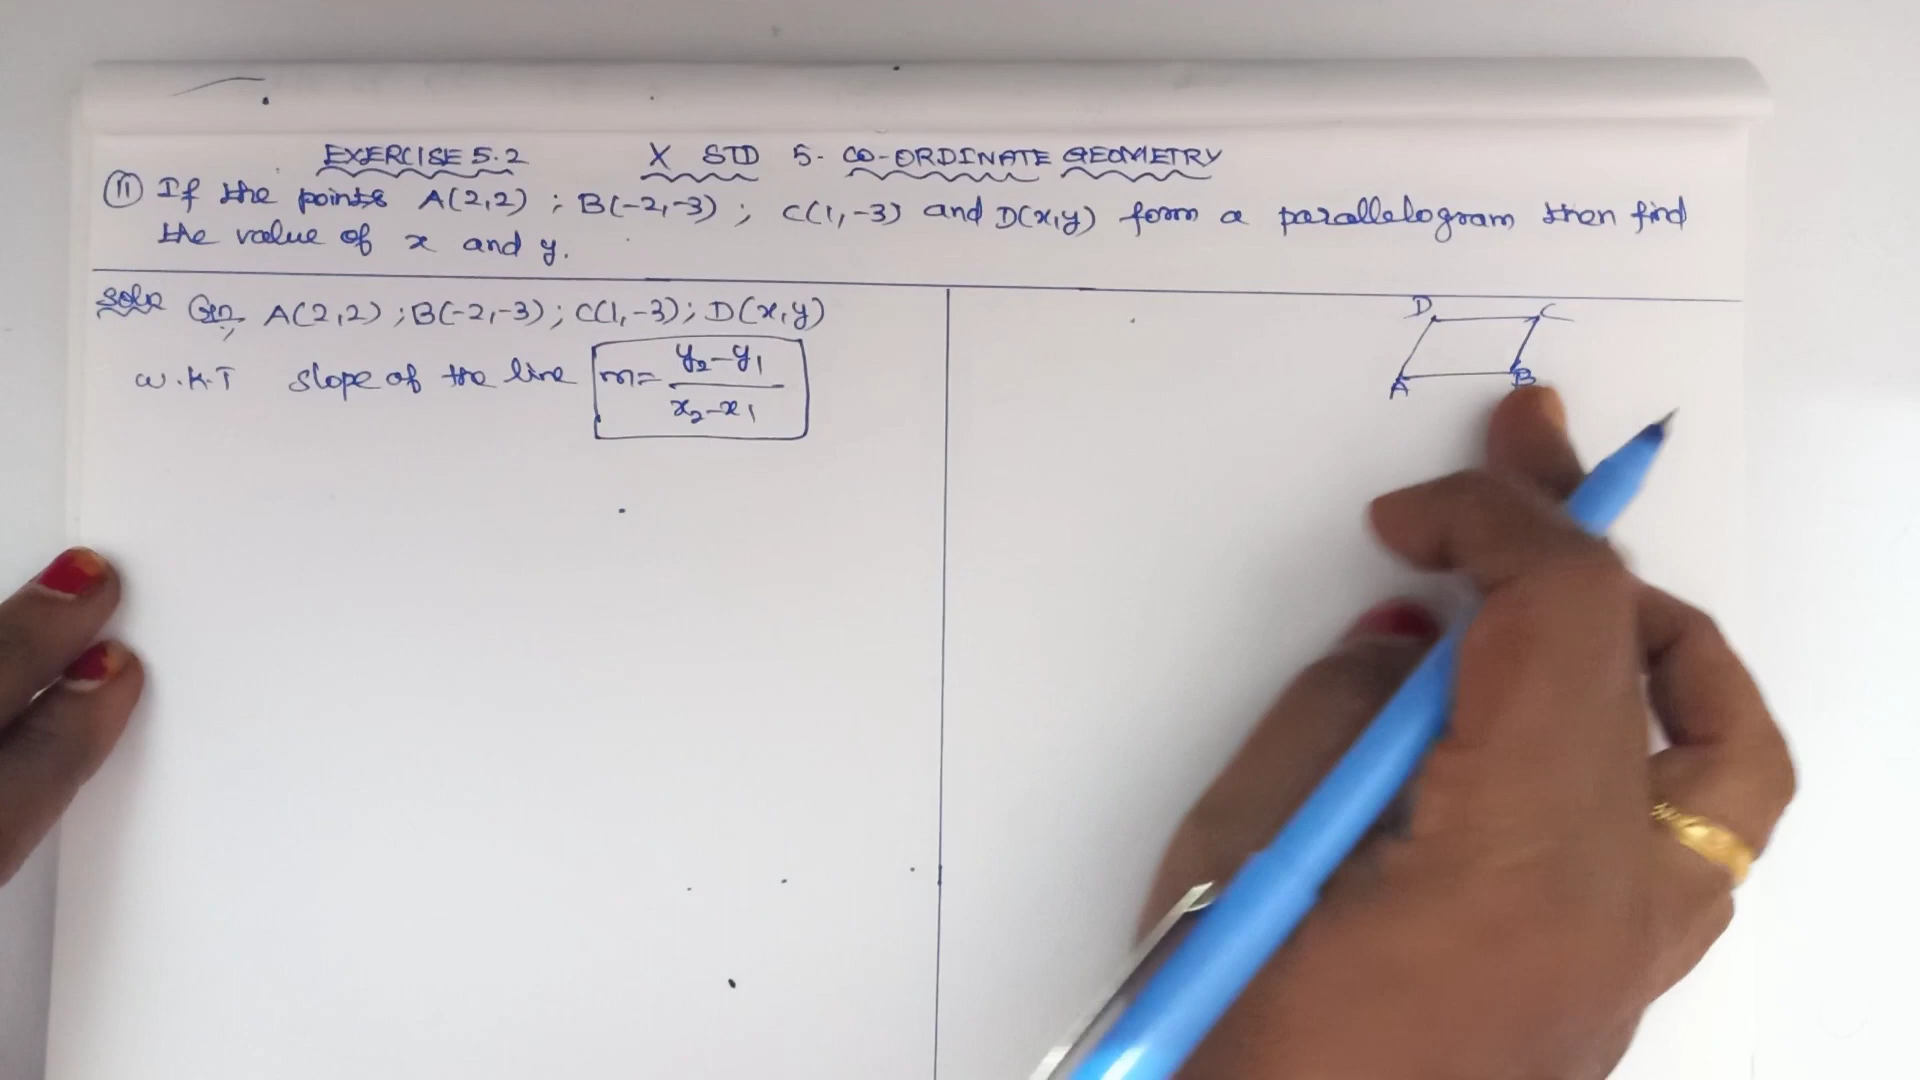 EXERCISE 5.2 X STD 5. CO-ORDINATE GEOMETRY
11 If the points A(2,2) ; B(-2,-3) ; C(1,-3) and D(x,y) form a parallelogram then find
the value of x and y.
Soln Gn, A(2,2) ; B(-2,-3) ; C(1,-3) ; D(x,y)
W.K.T slope of the line m = y₂-y₁ / x₂-x₁
D C
A B